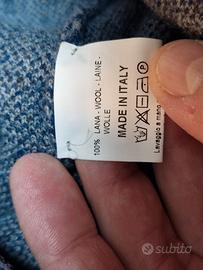 100% LANA - WOOL - LAINE -
WOLLE
MADE IN ITALY
P
Lavaggio a mano
subito